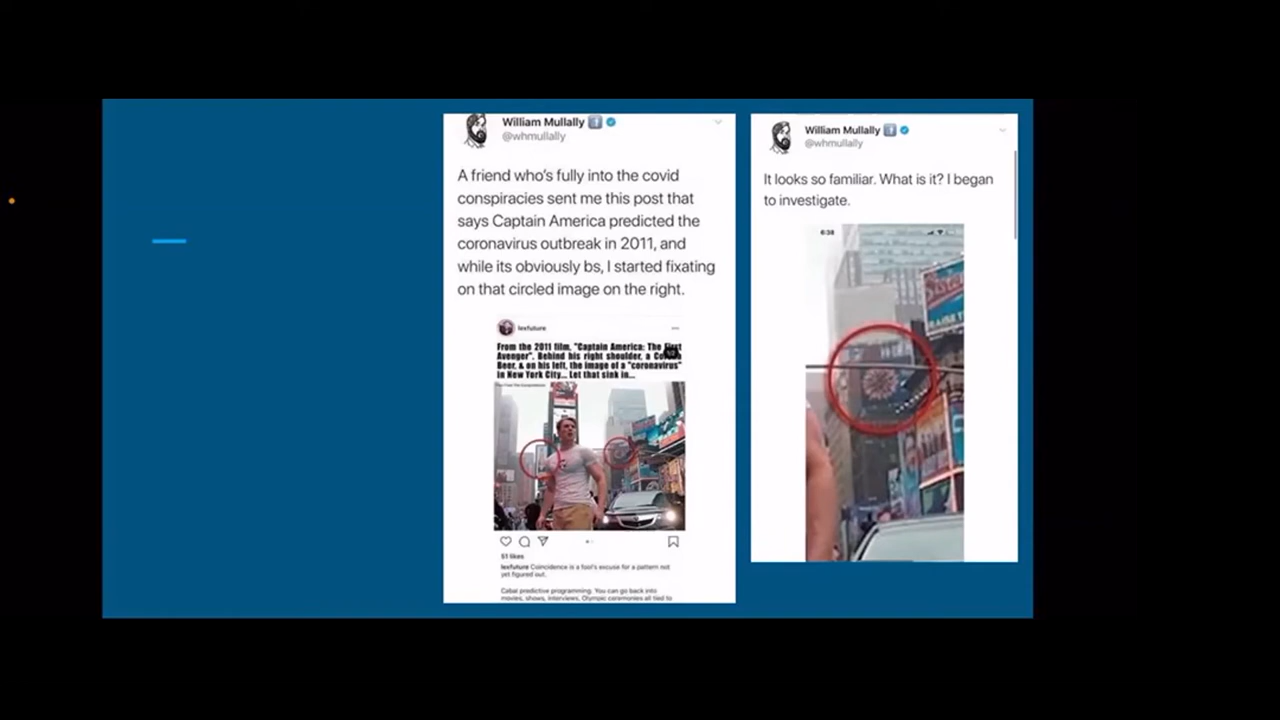 William Mullally
@whmullally
A friend who's fully into the covid
conspiracies sent me this post that
says Captain America predicted the
coronavirus outbreak in 2011, and
while its obviously bs, I started fixating
on that circled image on the right.
lexfuture
From the 2011 film, "Captain America: The First
Avenger". Behind his right shoulder, a Corona
Beer, & on his left, the image of a "coronavirus"
in New York City... Let that sink in...
51 likes
lexfuture Coincidence is a fool's excuse for a pattern not
yet figured out.
Cabal predictive programming. You can go back into
movies, shows, interviews, Olympic ceremonies all tied to
William Mullally
@whmullally
It looks so familiar. What is it? I began
to investigate.
6:38